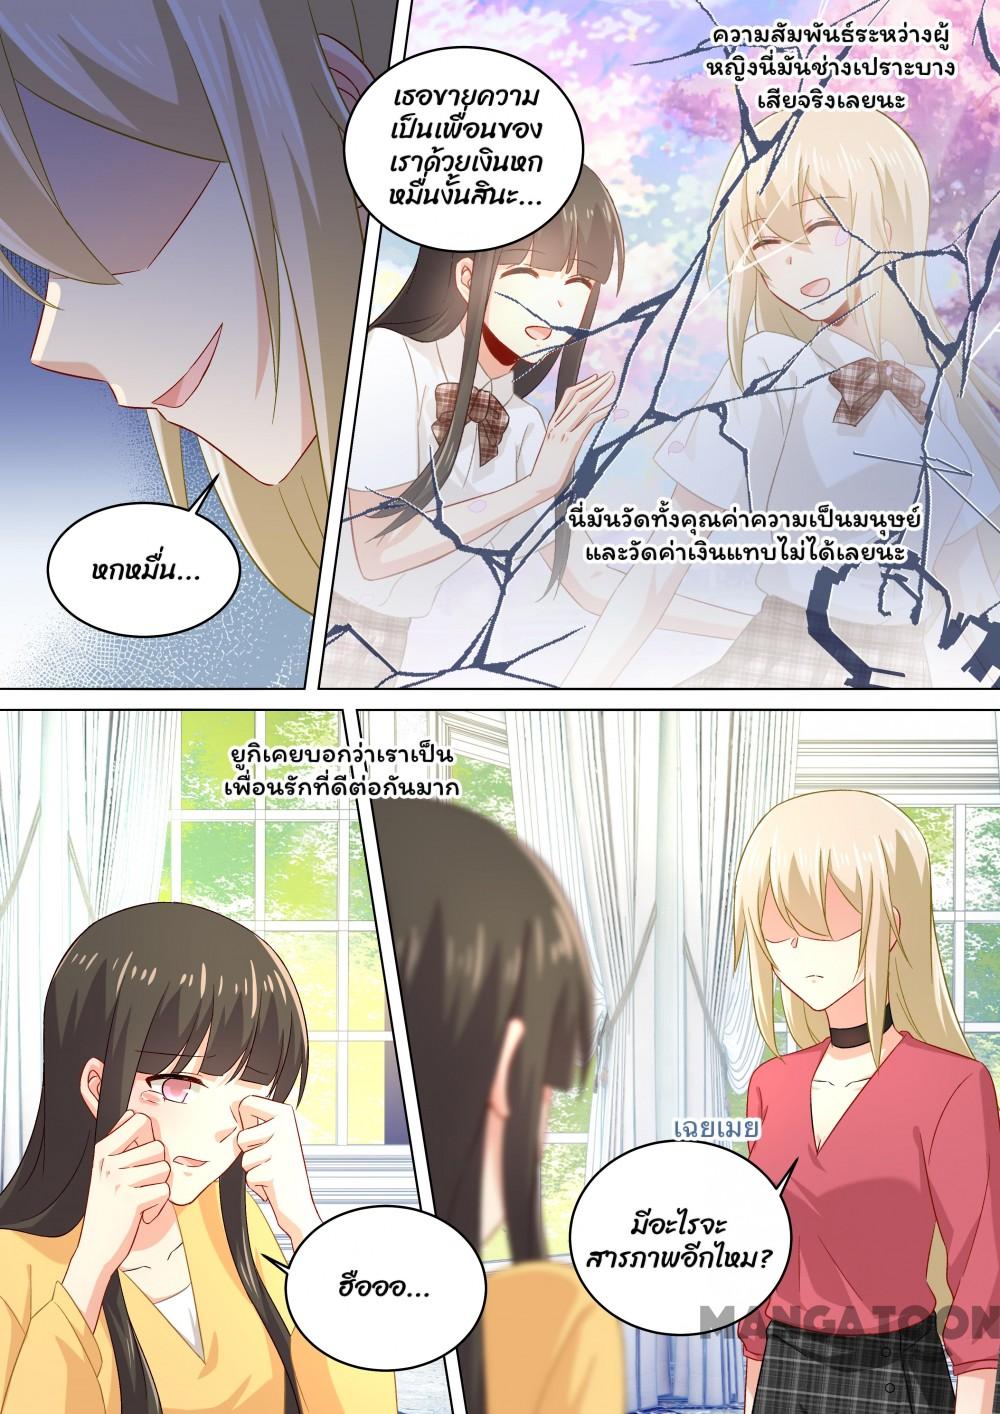 หกหมื่น...
เธอขายความ
เป็นเพื่อนของ
เราด้วยเงินหก
หมื่นงั้นสินะ...
ความสัมพันธ์ระหว่างผู้
หญิงนี่มันช่างเปราะบาง
เสียจริงเลยนะ
นี่มันวัดทั้งคุณค่าความเป็นมนุษย์
และวัดค่าเงินแทบไม่ได้เลยนะ
ยูกิเคยบอกว่าเราเป็น
เพื่อนรักที่ดีต่อกันมาก
ฮือออ...
เฉยเมย
มีอะไรจะ
สารภาพอีกไหม?
MANGATOON